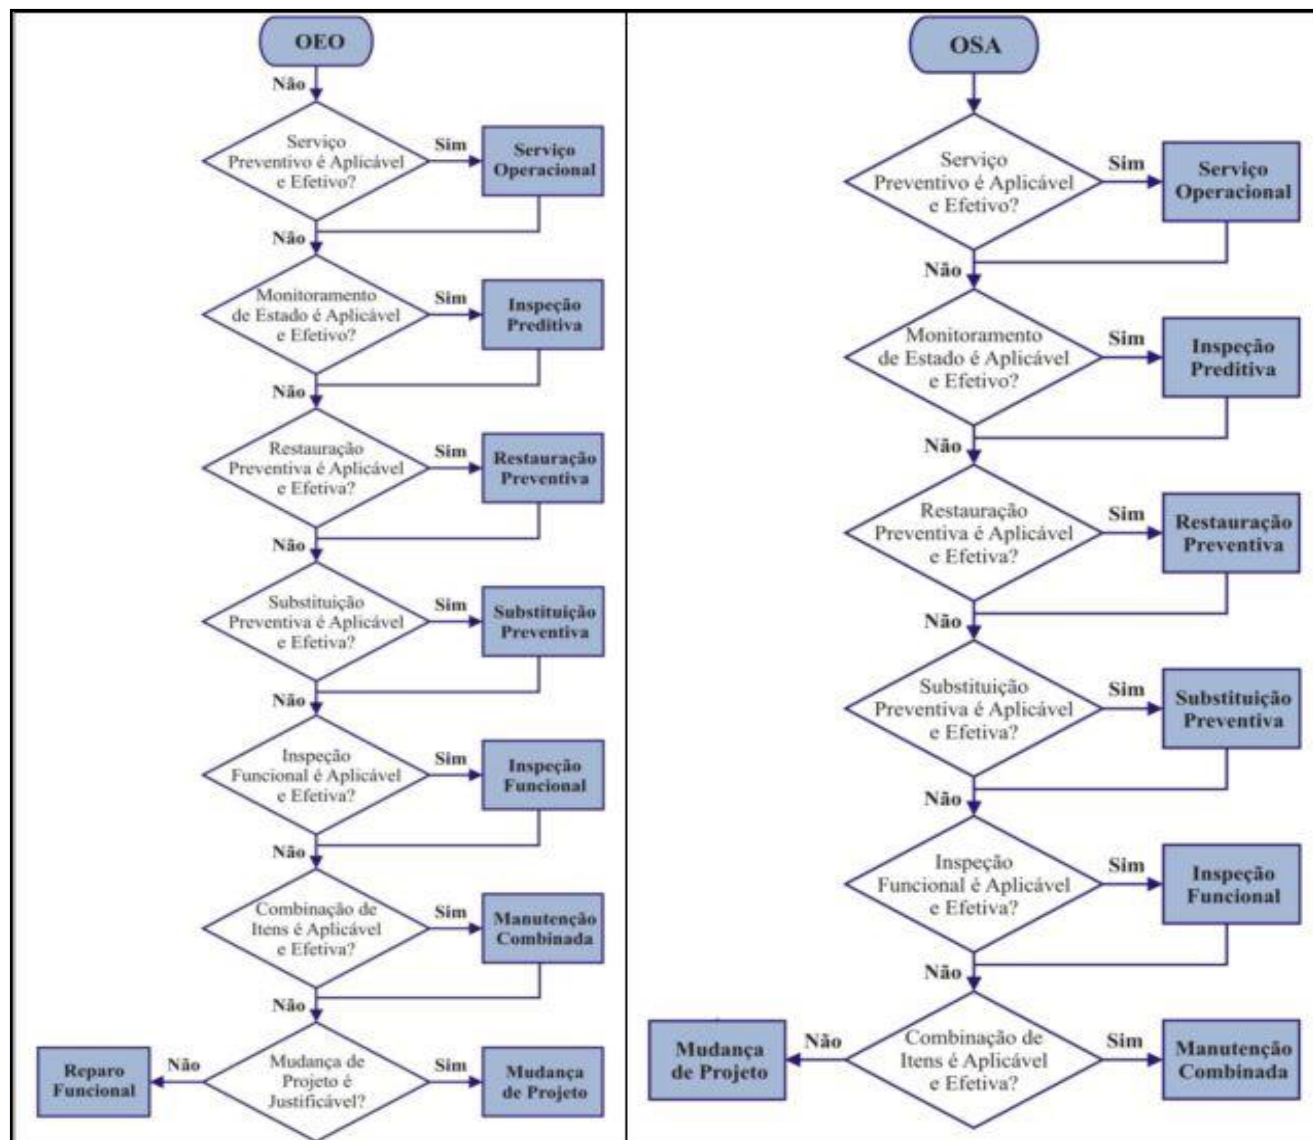 OEO
Não
Serviço
Preventivo é Aplicável
e Efetivo?
Sim
Serviço
Operacional
Não
Monitoramento
de Estado é Aplicável
e Efetivo?
Sim
Inspeção
Preditiva
Não
Restauração
Preventiva é Aplicável
e Efetiva?
Sim
Restauração
Preventiva
Não
Substituição
Preventiva é Aplicável
e Efetiva?
Sim
Substituição
Preventiva
Não
Inspeção
Funcional é Aplicável
e Efetiva?
Sim
Inspeção
Funcional
Não
Combinação de
Itens é Aplicável
e Efetiva?
Sim
Manutenção
Combinada
Não
Mudança de
Projeto é
Justificável?
Não
Reparo
Funcional
Sim
Mudança
de Projeto
OSA
Serviço
Preventivo é Aplicável
e Efetivo?
Sim
Serviço
Operacional
Não
Monitoramento
de Estado é Aplicável
e Efetivo?
Sim
Inspeção
Preditiva
Não
Restauração
Preventiva é Aplicável
e Efetiva?
Sim
Restauração
Preventiva
Não
Substituição
Preventiva é Aplicável
e Efetiva?
Sim
Substituição
Preventiva
Não
Inspeção
Funcional é Aplicável
e Efetiva?
Sim
Inspeção
Funcional
Não
Combinação de
Itens é Aplicável
e Efetiva?
Não
Mudança
de Projeto
Sim
Manutenção
Combinada